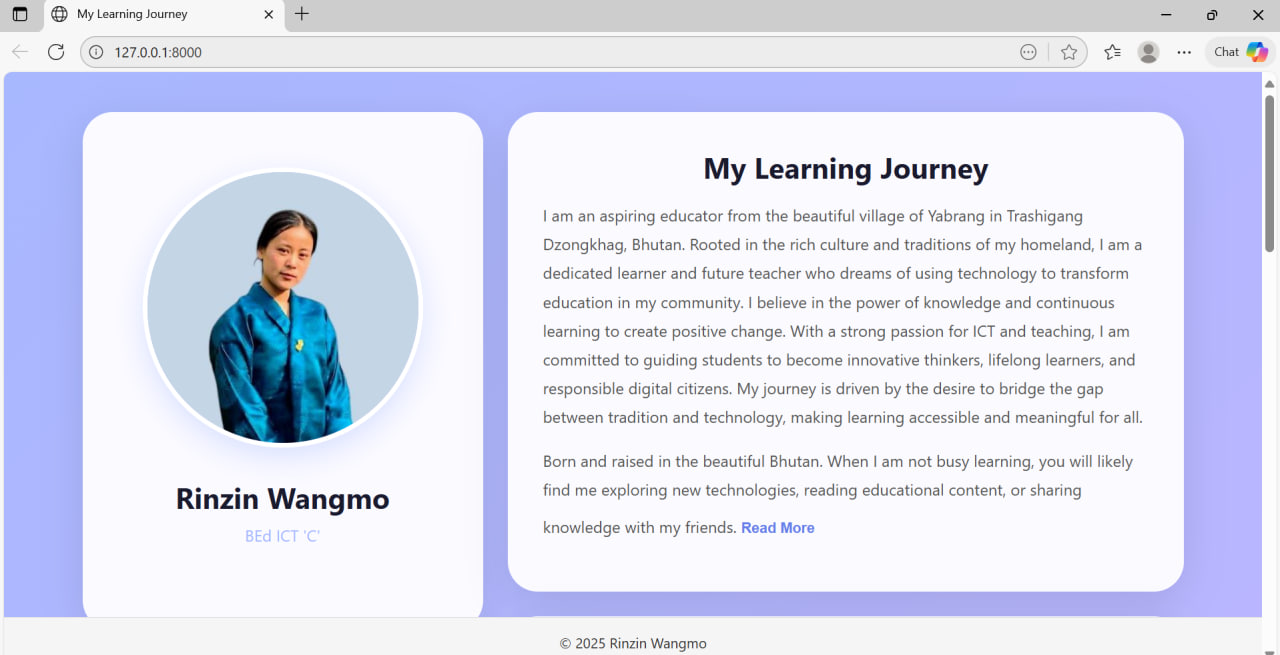 My Learning Journey
127.0.0.1:8000
Chat
Rinzin Wangmo
BEd ICT 'C'
My Learning Journey
I am an aspiring educator from the beautiful village of Yabrang in Trashigang
Dzongkhag, Bhutan. Rooted in the rich culture and traditions of my homeland, I am a
dedicated learner and future teacher who dreams of using technology to transform
education in my community. I believe in the power of knowledge and continuous
learning to create positive change. With a strong passion for ICT and teaching, I am
committed to guiding students to become innovative thinkers, lifelong learners, and
responsible digital citizens. My journey is driven by the desire to bridge the gap
between tradition and technology, making learning accessible and meaningful for all.
Born and raised in the beautiful Bhutan. When I am not busy learning, you will likely
find me exploring new technologies, reading educational content, or sharing
knowledge with my friends. Read More
© 2025 Rinzin Wangmo